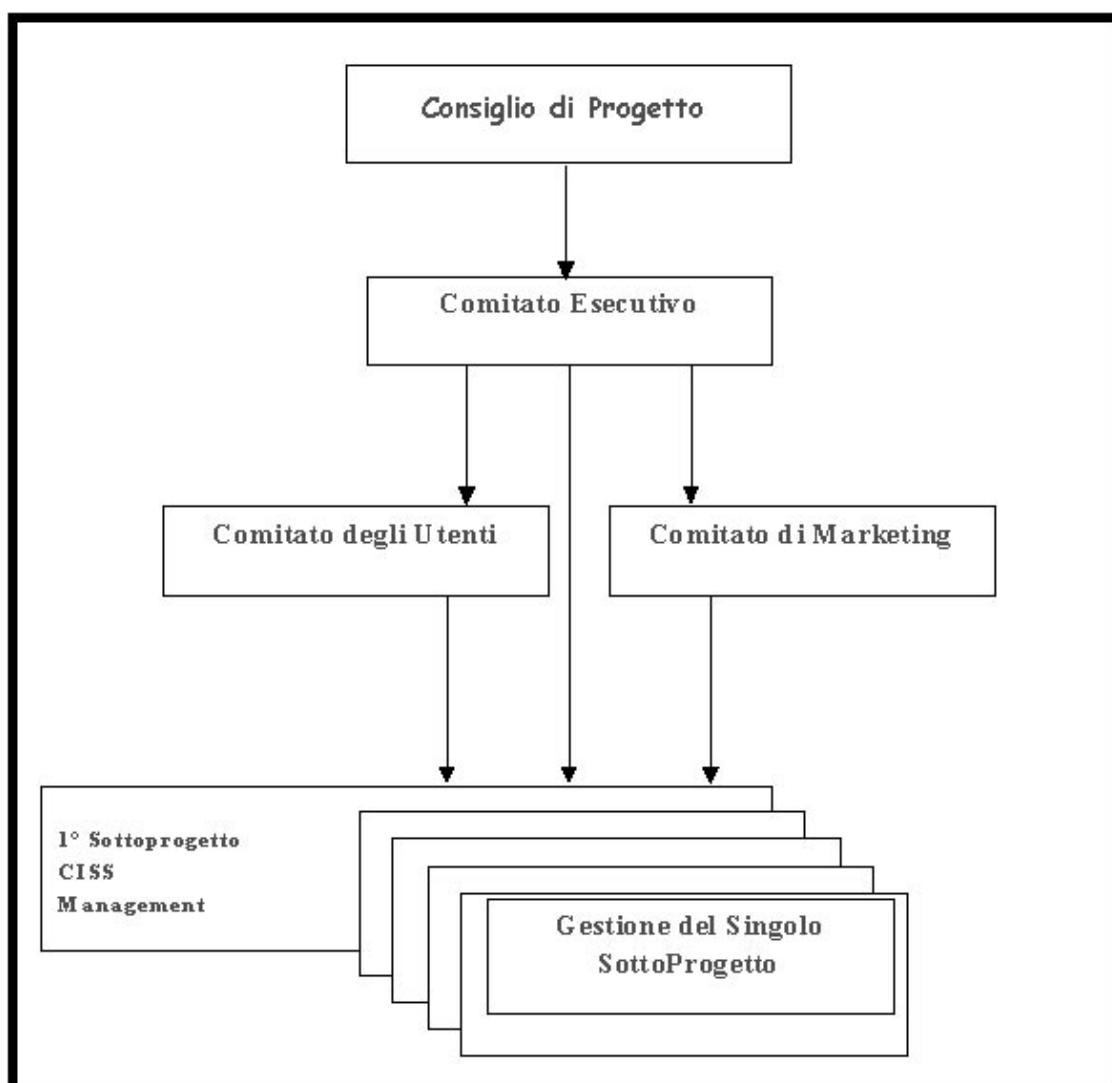 Consiglio di Progetto
Comitato Esecutivo
Comitato degli Utenti
Comitato di Marketing
1° Sottoprogetto
CISS
Management
Gestione del Singolo
SottoProgetto